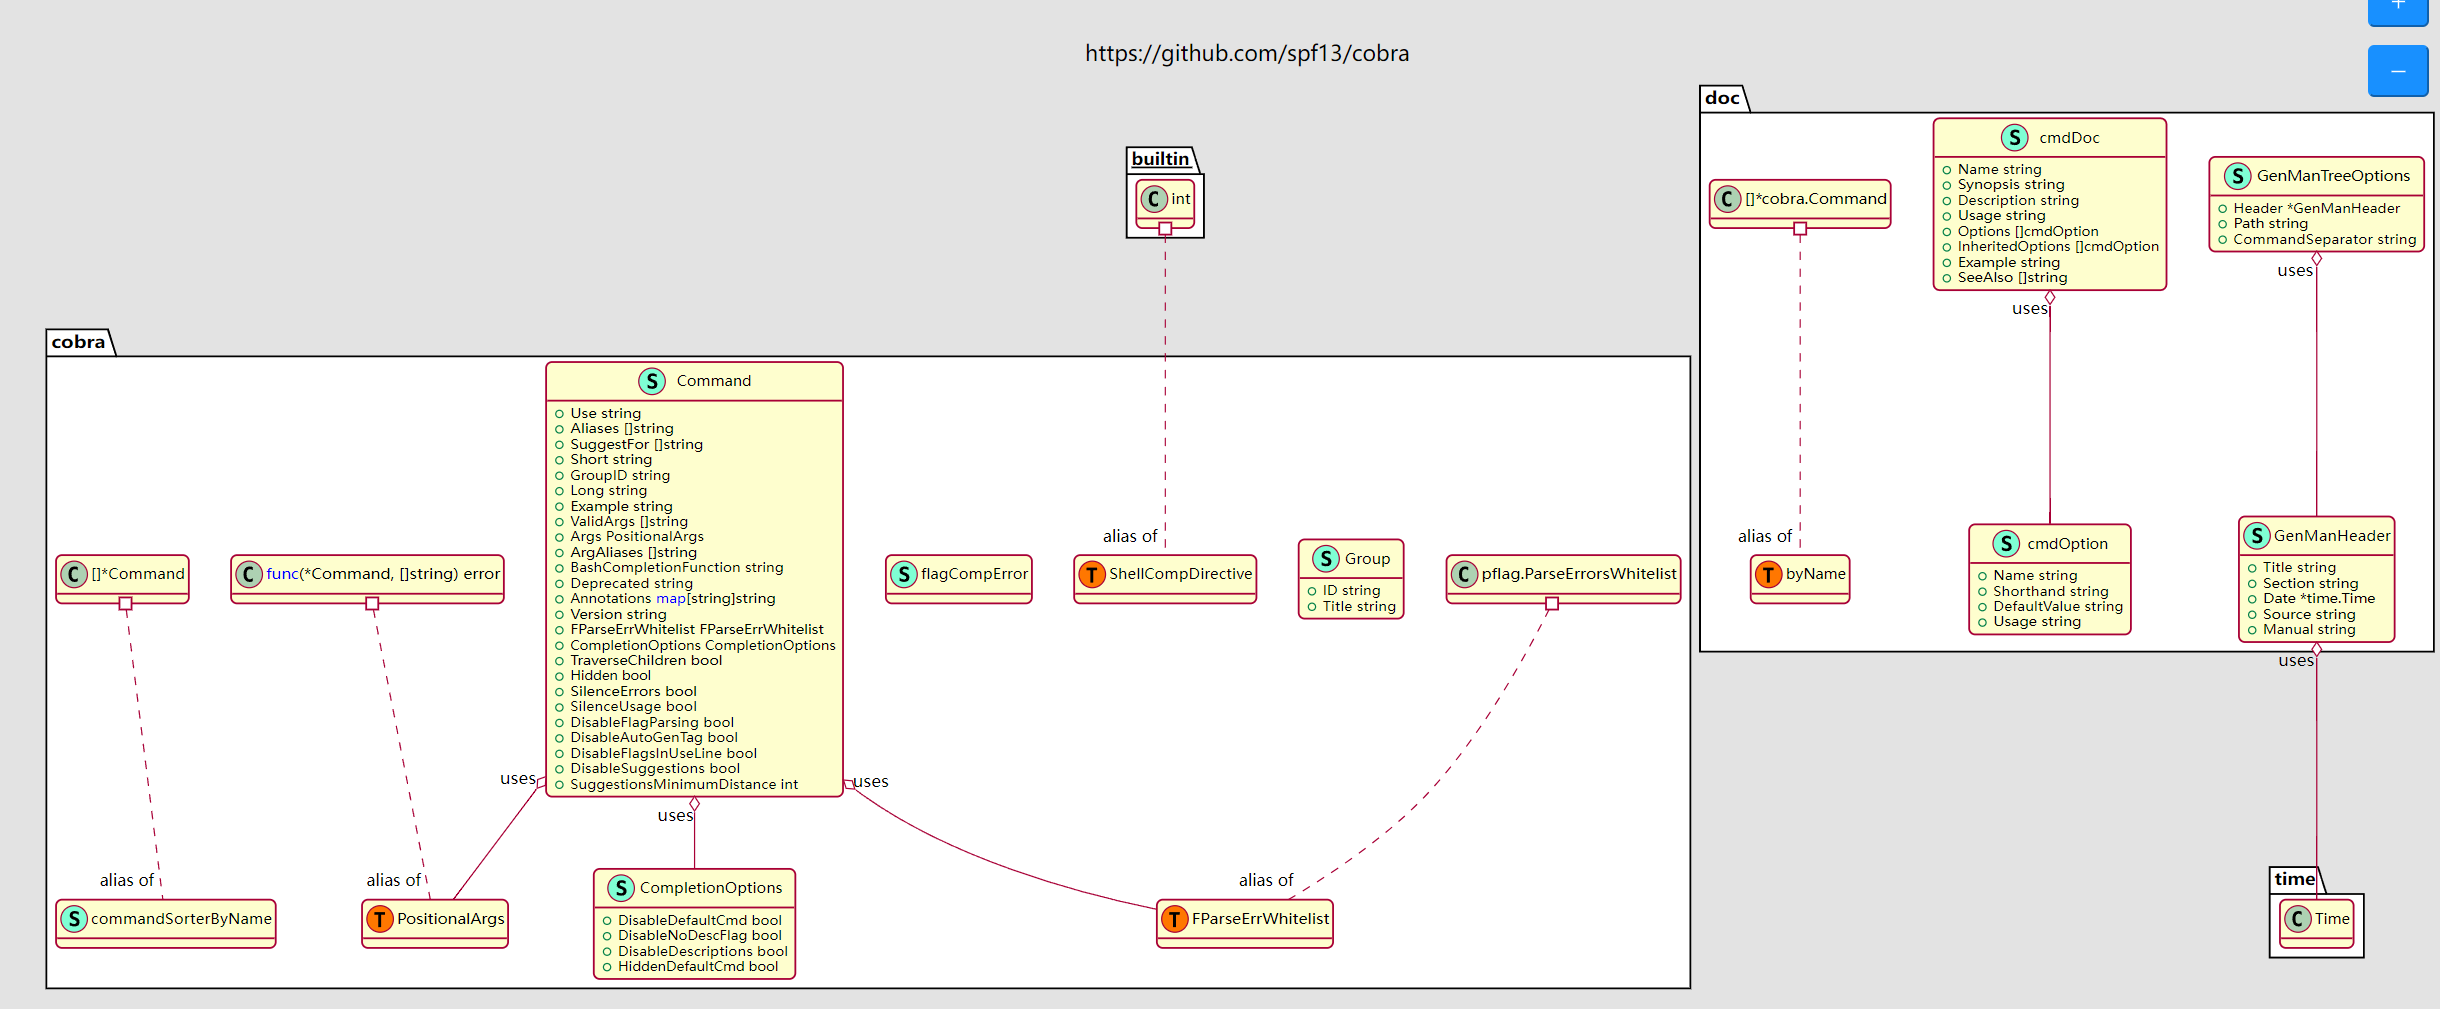 +
https://github.com/spf13/cobra
−
doc
builtin
C int
C []*cobra.Command
S cmdDoc
Name string
Synopsis string
Description string
Usage string
Options []cmdOption
InheritedOptions []cmdOption
Example string
SeeAlso []string
S GenManTreeOptions
Header *GenManHeader
Path string
CommandSeparator string
uses
uses
alias of
T byName
S cmdOption
Name string
Shorthand string
DefaultValue string
Usage string
S GenManHeader
Title string
Section string
Date *time.Time
Source string
Manual string
uses
time
C Time
cobra
S Command
Use string
Aliases []string
SuggestFor []string
Short string
GroupID string
Long string
Example string
ValidArgs []string
Args PositionalArgs
ArgAliases []string
BashCompletionFunction string
Deprecated string
Annotations map[string]string
Version string
FParseErrWhitelist FParseErrWhitelist
CompletionOptions CompletionOptions
TraverseChildren bool
Hidden bool
SilenceErrors bool
SilenceUsage bool
DisableFlagParsing bool
DisableAutoGenTag bool
DisableFlagsInUseLine bool
DisableSuggestions bool
SuggestionsMinimumDistance int
C []*Command
C func(*Command, []string) error
S flagCompError
alias of
T ShellCompDirective
S Group
ID string
Title string
C pflag.ParseErrorsWhitelist
uses
uses
uses
alias of
S commandSorterByName
alias of
T PositionalArgs
S CompletionOptions
DisableDefaultCmd bool
DisableNoDescFlag bool
DisableDescriptions bool
HiddenDefaultCmd bool
alias of
T FParseErrWhitelist